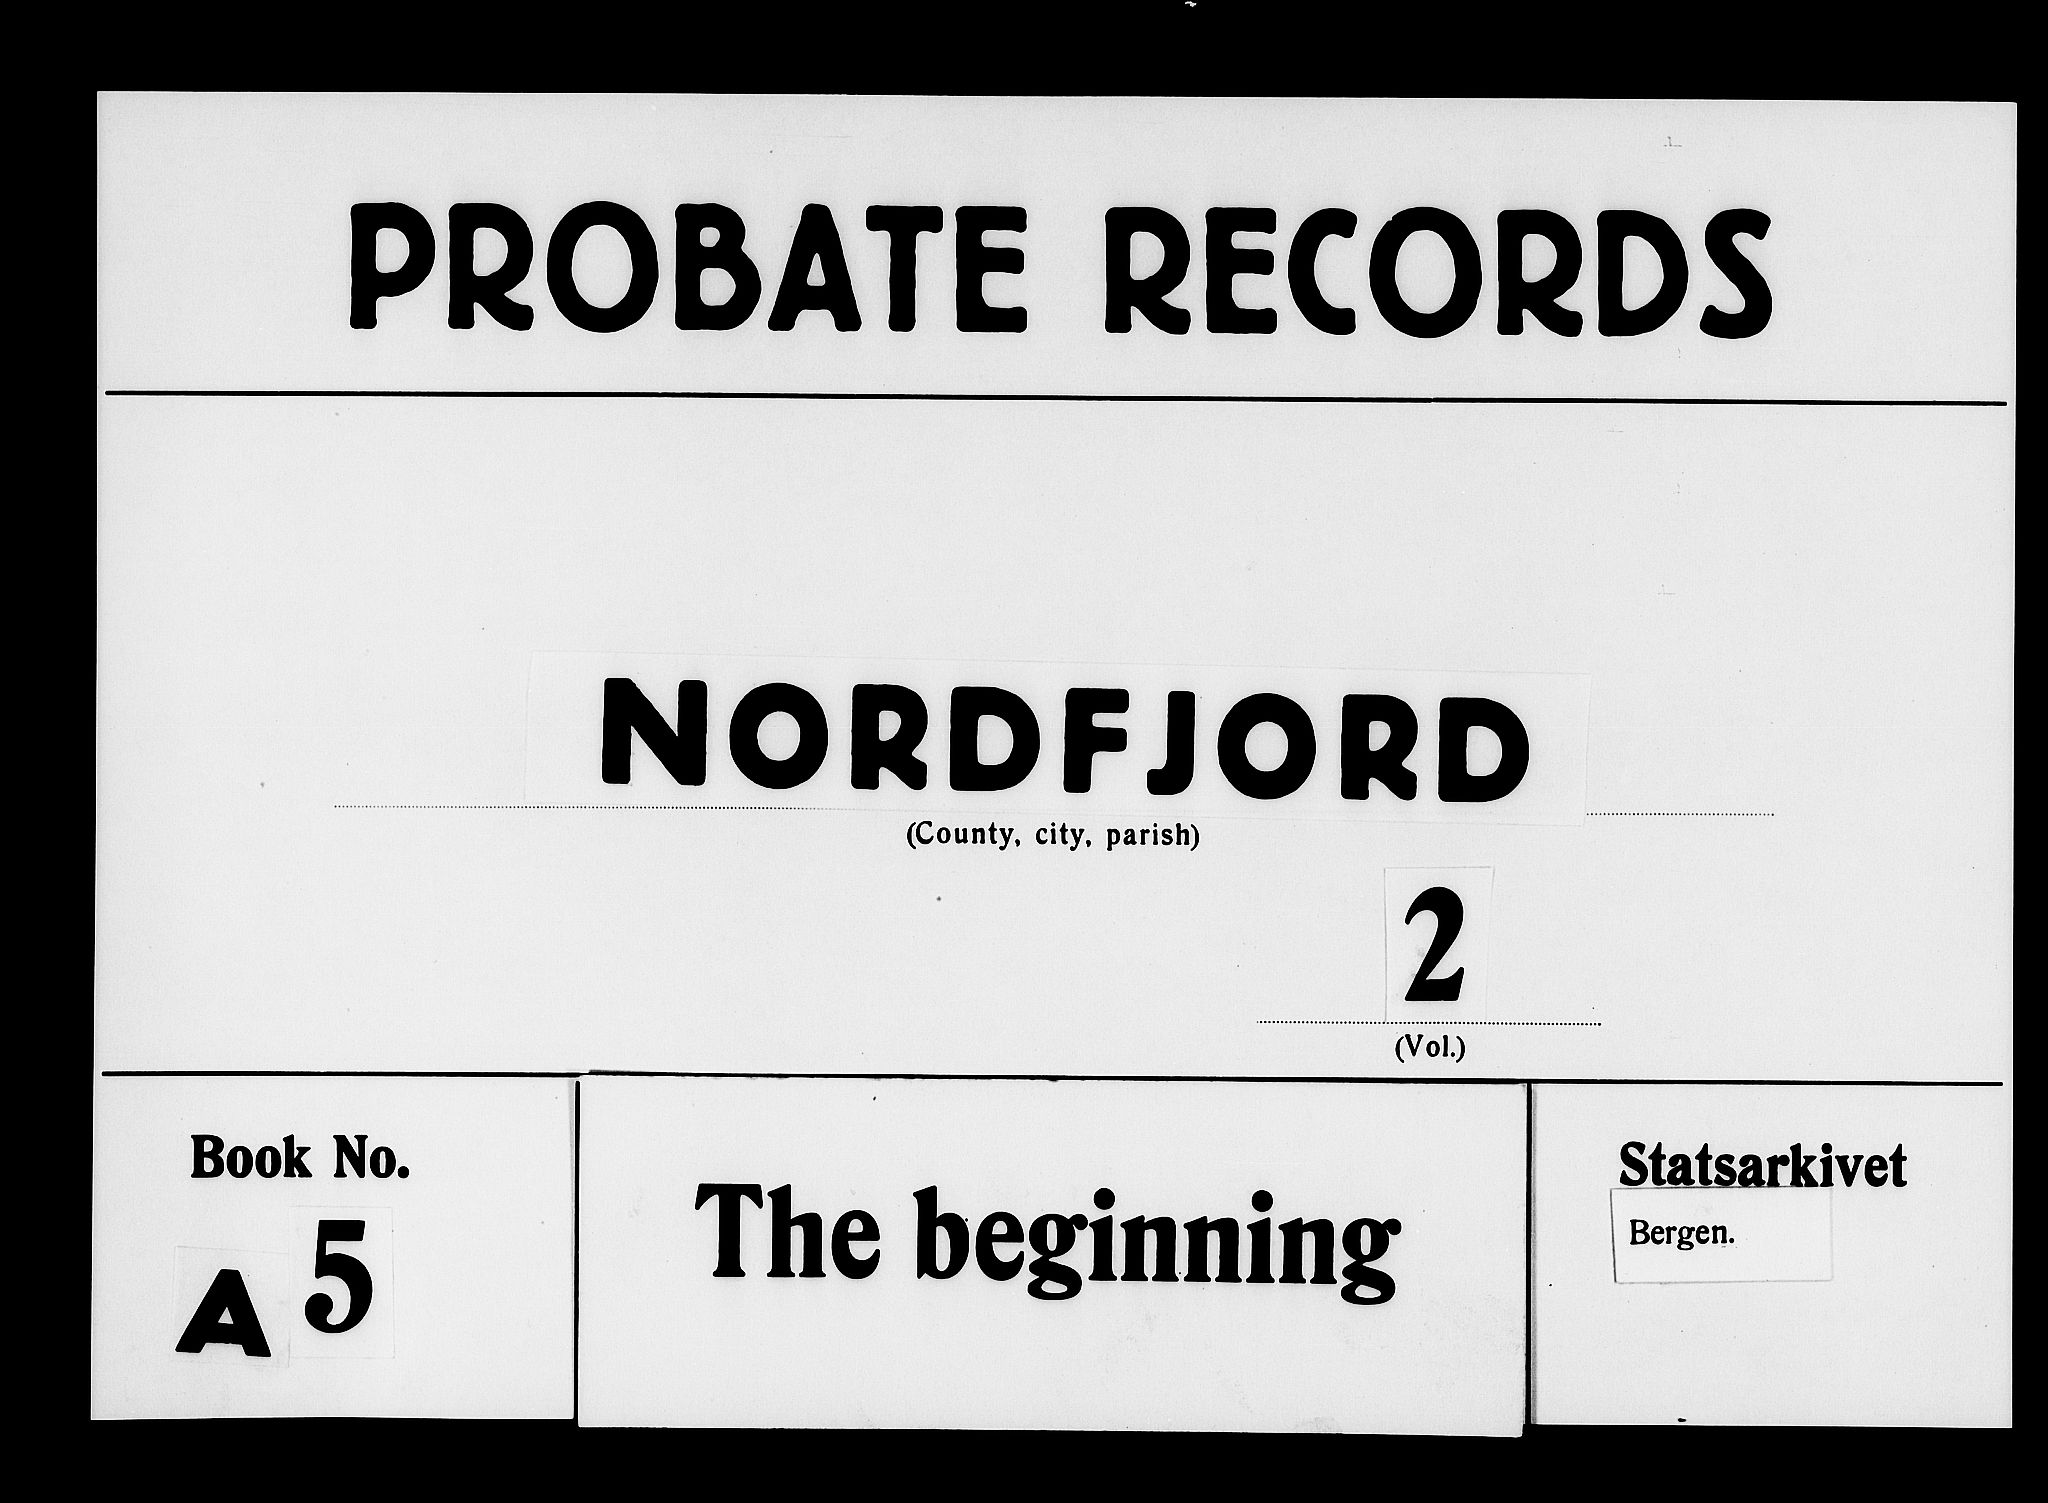 PROBATE RECORDS
NORDFJORD
(County, city, parish)
2
(Vol.)
Book No.
A 5
The beginning
Statsarkivet
Bergen.